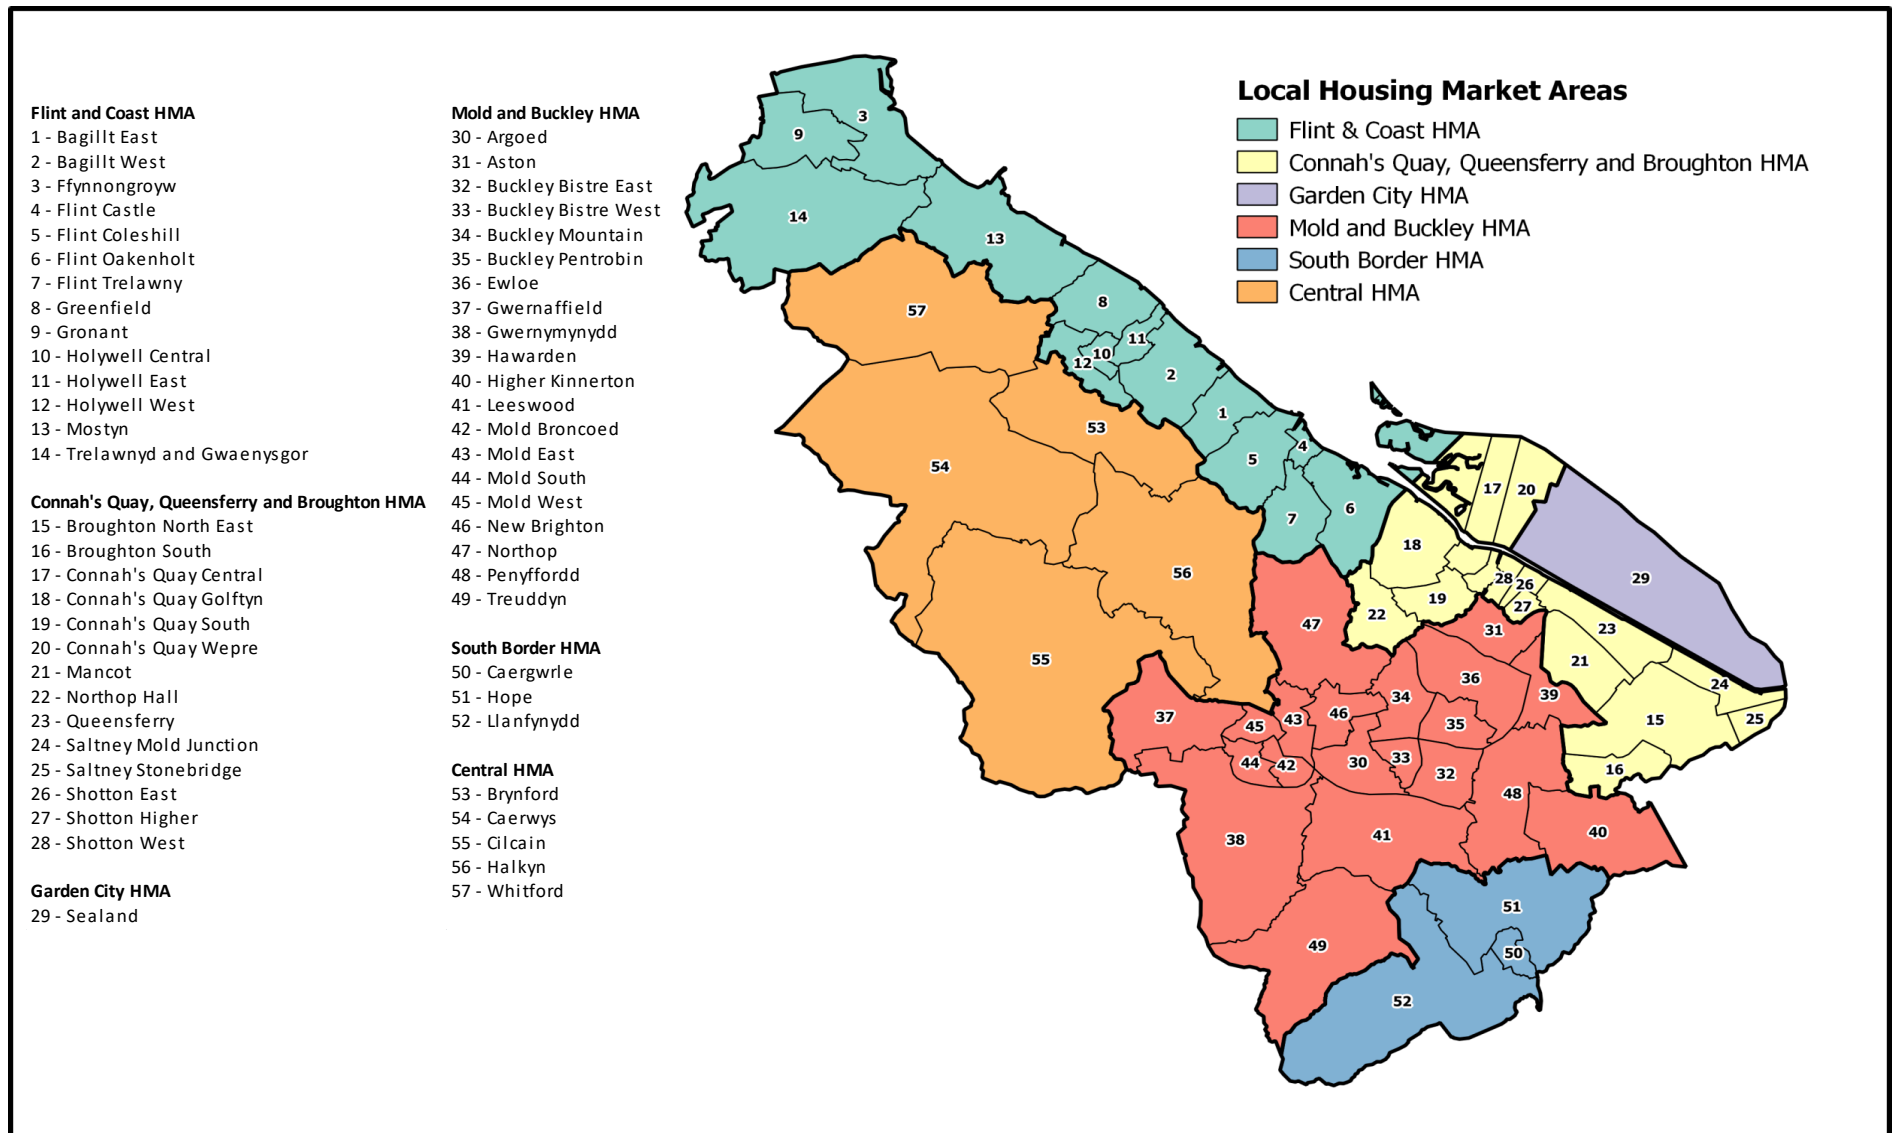 Flint and Coast HMA
1 - Bagillt East
2 - Bagillt West
3 - Ffynnongroyw
4 - Flint Castle
5 - Flint Coleshill
6 - Flint Oakenholt
7 - Flint Trelawny
8 - Greenfield
9 - Gronant
10 - Holywell Central
11 - Holywell East
12 - Holywell West
13 - Mostyn
14 - Trelawnyd and Gwaenysgor
Connah's Quay, Queensferry and Broughton HMA
15 - Broughton North East
16 - Broughton South
17 - Connah's Quay Central
18 - Connah's Quay Golftyn
19 - Connah's Quay South
20 - Connah's Quay Wepre
21 - Mancot
22 - Northop Hall
23 - Queensferry
24 - Saltney Mold Junction
25 - Saltney Stonebridge
26 - Shotton East
27 - Shotton Higher
28 - Shotton West
Garden City HMA
29 - Sealand
Mold and Buckley HMA
30 - Argoed
31 - Aston
32 - Buckley Bistre East
33 - Buckley Bistre West
34 - Buckley Mountain
35 - Buckley Pentrobin
36 - Ewloe
37 - Gwernaffield
38 - Gwernymynydd
39 - Hawarden
40 - Higher Kinnerton
41 - Leeswood
42 - Mold Broncoed
43 - Mold East
44 - Mold South
45 - Mold West
46 - New Brighton
47 - Northop
48 - Penyffordd
49 - Treuddyn
South Border HMA
50 - Caergwrle
51 - Hope
52 - Llanfynydd
Central HMA
53 - Brynford
54 - Caerwys
55 - Cilcain
56 - Halkyn
57 - Whitford
Local Housing Market Areas
Flint & Coast HMA
Connah's Quay, Queensferry and Broughton HMA
Garden City HMA
Mold and Buckley HMA
South Border HMA
Central HMA
3
9
14
13
57
8
11
10
12
2
1
53
4
54
5
17
20
6
7
18
56
28
26
29
19
27
22
47
31
23
55
21
36
24
34
39
37
46
43
45
35
15
25
44
42
30
33
32
16
48
38
41
40
51
49
50
52